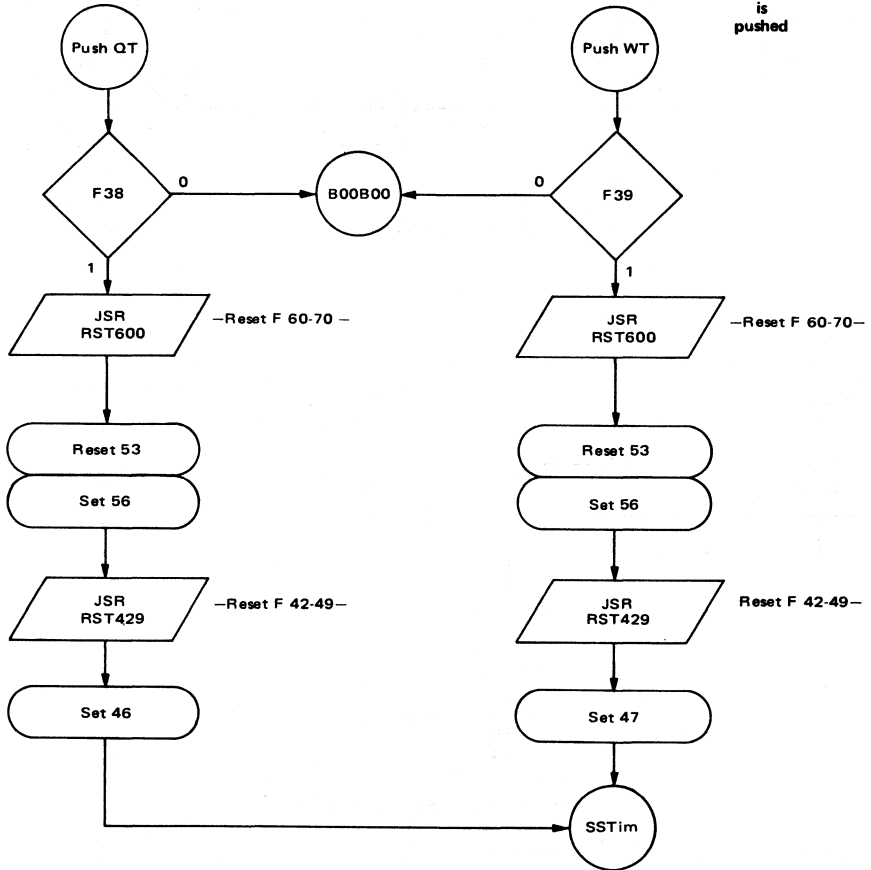 is
pushed
Push QT
Push WT
F38
0
B00B00
0
F39
1
1
JSR
RST600
—Reset F 60-70 —
JSR
RST600
—Reset F 60-70—
Reset 53
Reset 53
Set 56
Set 56
JSR
RST429
—Reset F 42-49—
JSR
RST429
Reset F 42-49—
Set 46
Set 47
SSTim